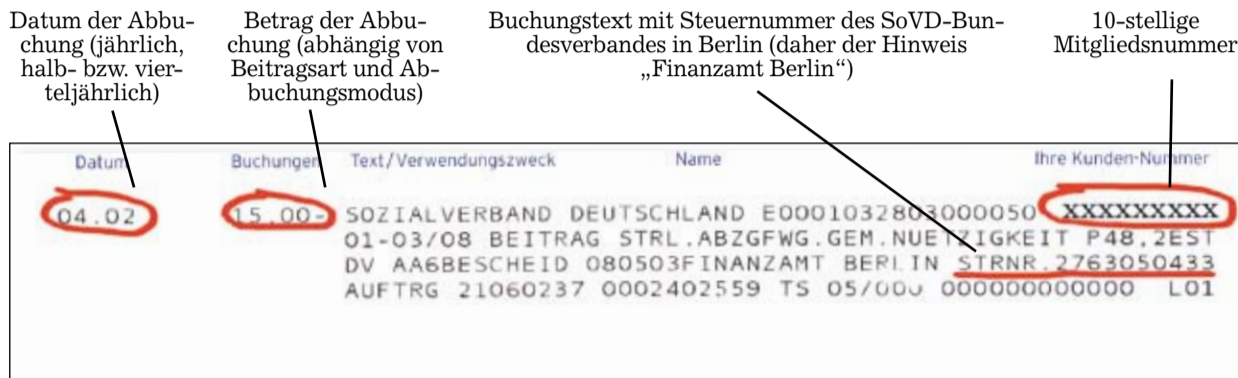 Datum der Abbu-
chung (jährlich,
halb- bzw. vier-
teljährlich)
Betrag der Abbu-
chung (abhängig von
Beitragsart und Ab-
buchungsmodus)
Buchungstext mit Steuernummer des SoVD-Bun-
desverbandes in Berlin (daher der Hinweis
„Finanzamt Berlin“)
10-stellige
Mitgliedsnummer
Datum Buchungen Text/Verwendungszweck Name Ihre Kunden-Nummer
04.02 15,00- SOZIALVERBAND DEUTSCHLAND E0001032803000050 XXXXXXXXX
01-03/08 BEITRAG STRL.ABZGFWG.GEM.NUETZIGKEIT P48,2EST
DV AA6BESCHEID 080503FINANZAMT BERLIN STRNR.2763050433
AUFTRG 21060237 0002402559 TS 05/000 000000000000 L01